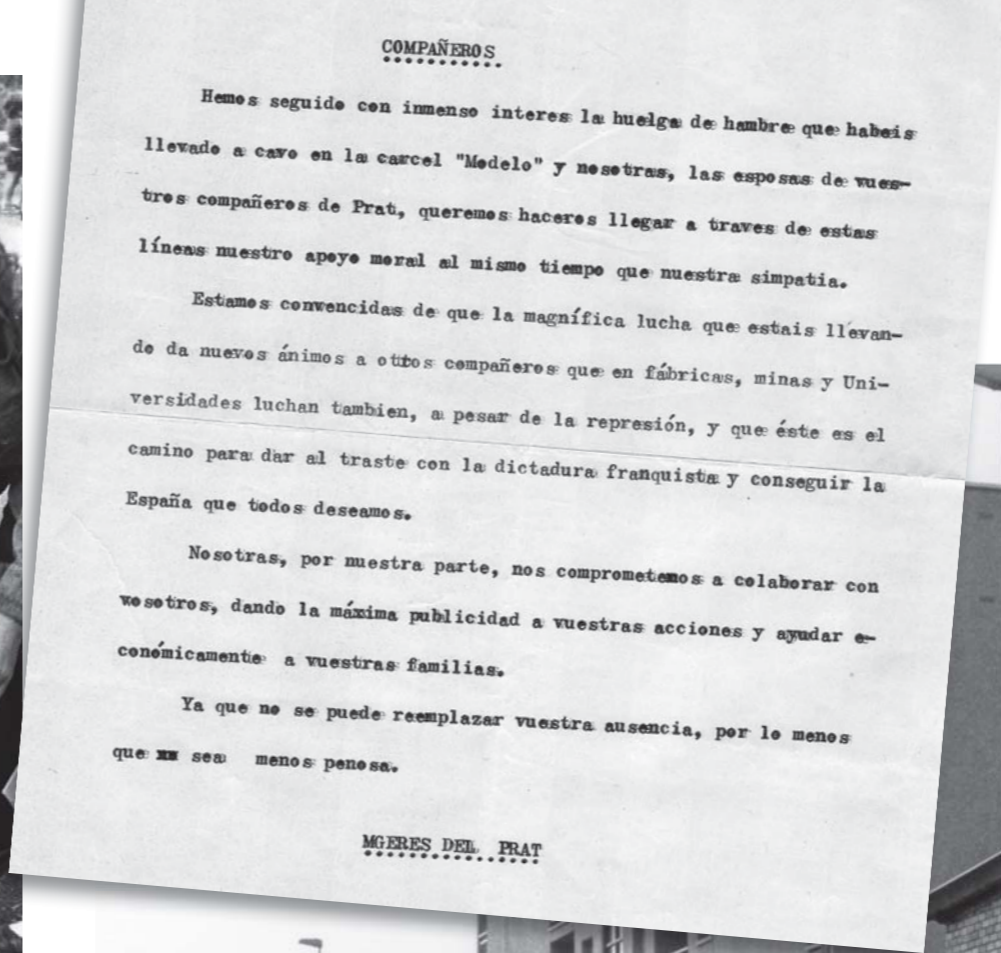 COMPAÑEROS
Hemos seguido con inmenso interes la huelga de hambre que habeis
llevado a cavo en la carcel "Modelo" y nosotras, las esposas de vues-
tros compañeros de Prat, queremos haceros llegar a traves de estas
líneas nuestro apoyo moral al mismo tiempo que nuestra simpatia.
Estamos convencidas de que la magnífica lucha que estais llevan-
do da nuevos ánimos a ottos compañeros que en fábricas, minas y Uni-
versidades luchan tambien, a pesar de la represión, y que éste es el
camino para dar al traste con la dictadura franquista y conseguir la
España que todos deseamos.
Nosotras, por nuestra parte, nos comprometemos a colaborar con
vosotros, dando la máxima publicidad a vuestras acciones y ayudar e-
conómicamente a vuestras familias.
Ya que no se puede reemplazar vuestra ausencia, por lo menos
que sea menos penosa.
MGERES DEL PRAT